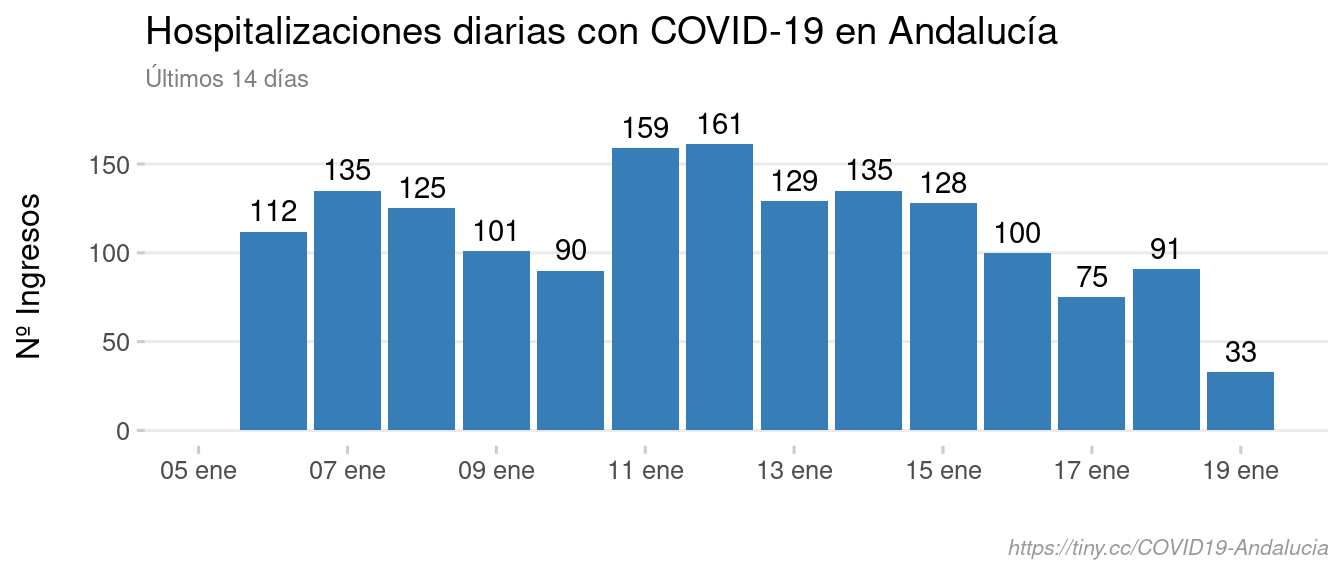 Hospitalizaciones diarias con COVID-19 en Andalucía
Últimos 14 días
Nº Ingresos
150
100
50
0
112
135
125
101
90
159
161
129
135
128
100
75
91
33
05 ene
07 ene
09 ene
11 ene
13 ene
15 ene
17 ene
19 ene
https://tiny.cc/COVID19-Andalucia